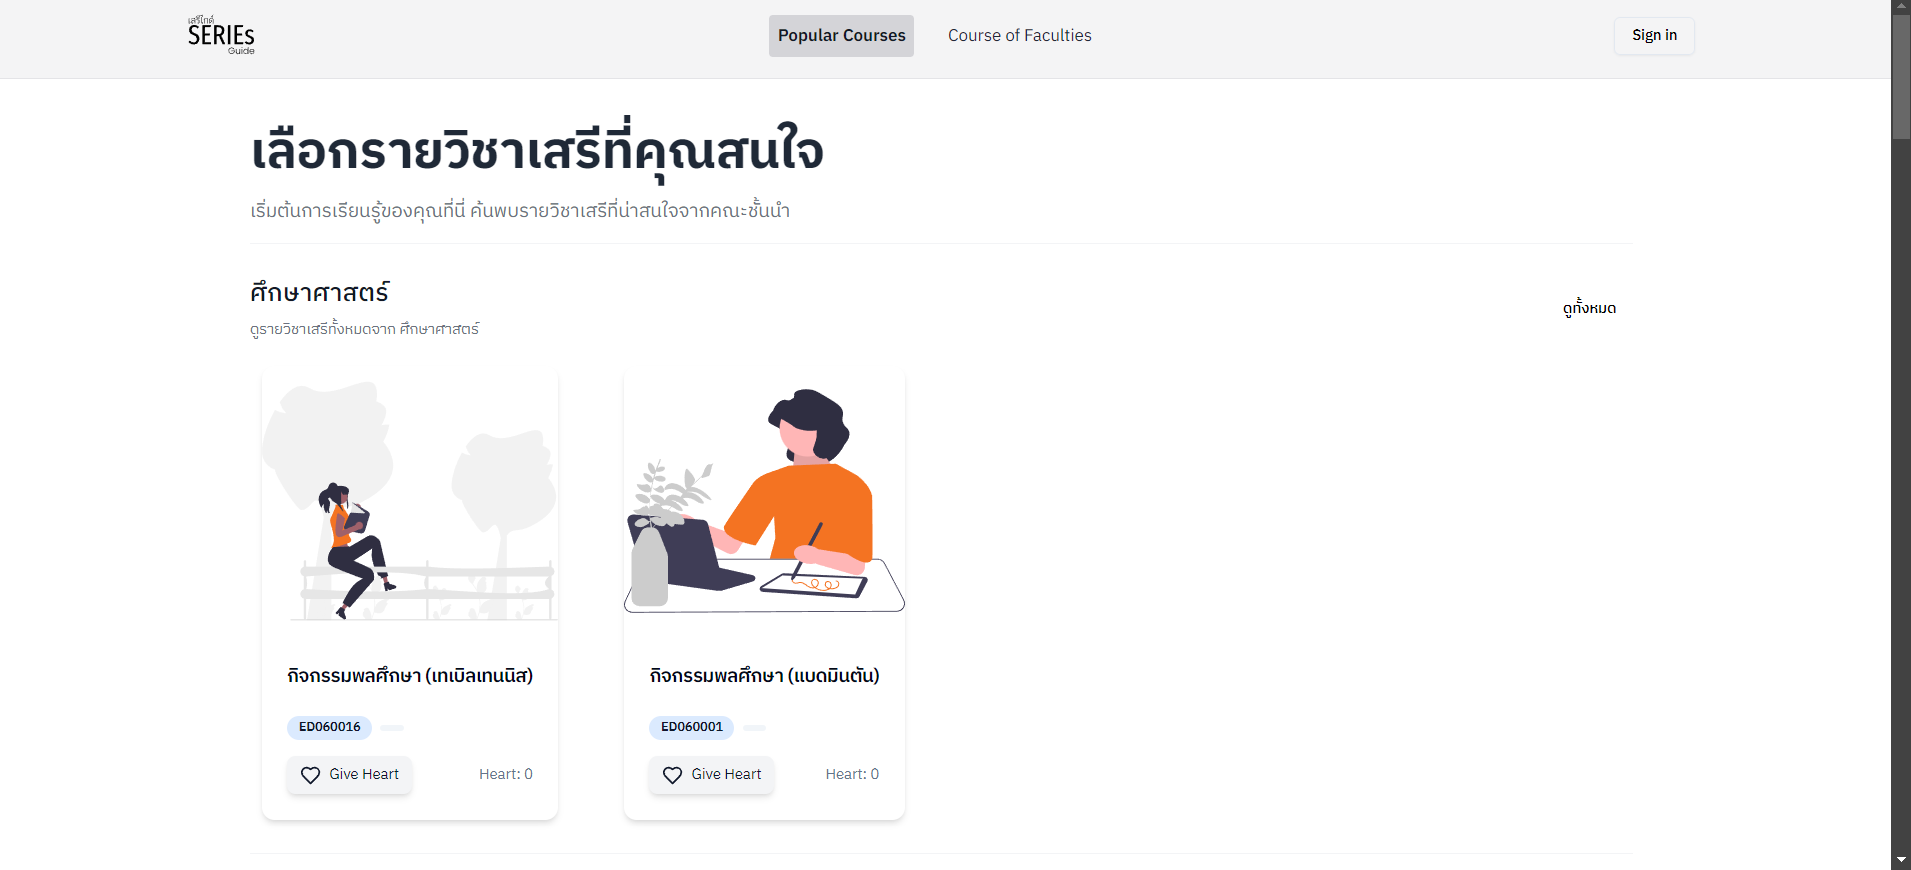 เสรีไกด์
SERIEs
Guide
Popular Courses
Course of Faculties
Sign in
เลือกรายวิชาเสรีที่คุณสนใจ
เริ่มต้นการเรียนรู้ของคุณที่นี่ ค้นพบรายวิชาเสรีที่น่าสนใจจากคณะชั้นนำ
ศึกษาศาสตร์
ดูรายวิชาเสรีทั้งหมดจาก ศึกษาศาสตร์
ดูทั้งหมด
กิจกรรมพลศึกษา (เทเบิลเทนนิส)
ED060016
Give Heart
Heart: 0
กิจกรรมพลศึกษา (แบดมินตัน)
ED060001
Give Heart
Heart: 0